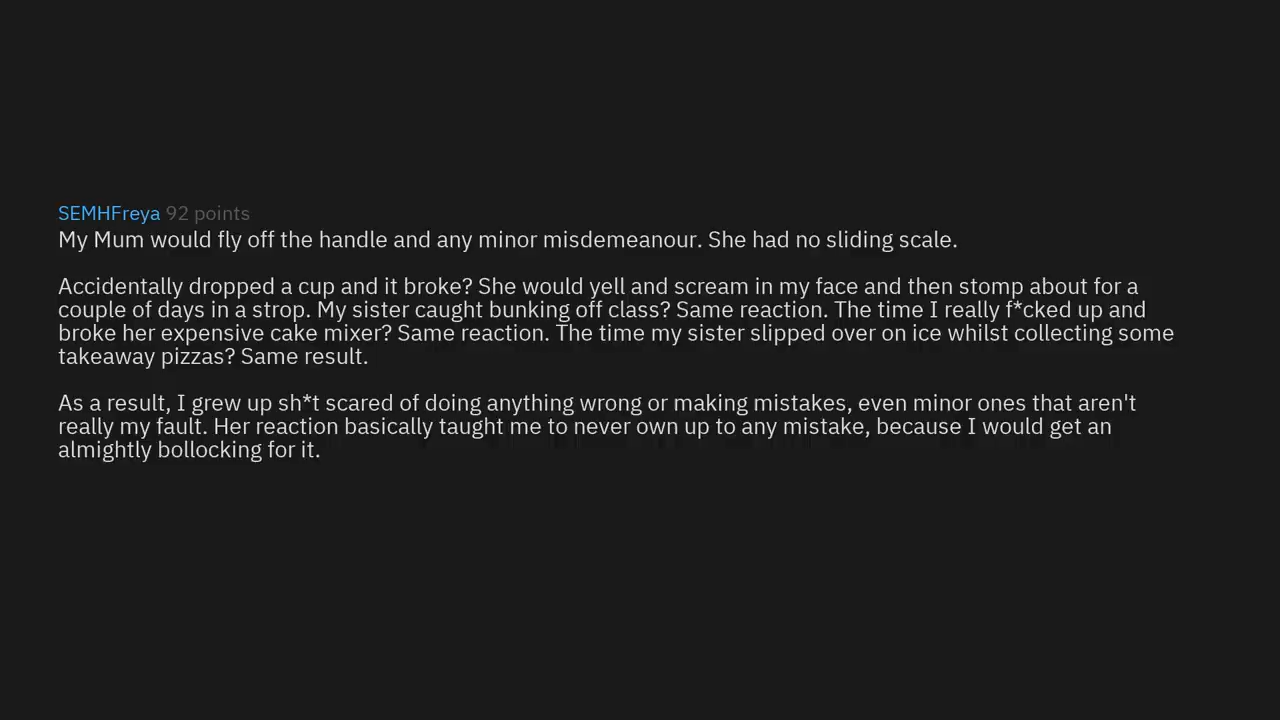 SEMHFreya 92 points
My Mum would fly off the handle and any minor misdemeanour. She had no sliding scale.
Accidentally dropped a cup and it broke? She would yell and scream in my face and then stomp about for a
couple of days in a strop. My sister caught bunking off class? Same reaction. The time I really f*cked up and
broke her expensive cake mixer? Same reaction. The time my sister slipped over on ice whilst collecting some
takeaway pizzas? Same result.
As a result, I grew up sh*t scared of doing anything wrong or making mistakes, even minor ones that aren't
really my fault. Her reaction basically taught me to never own up to any mistake, because I would get an
almightly bollocking for it.